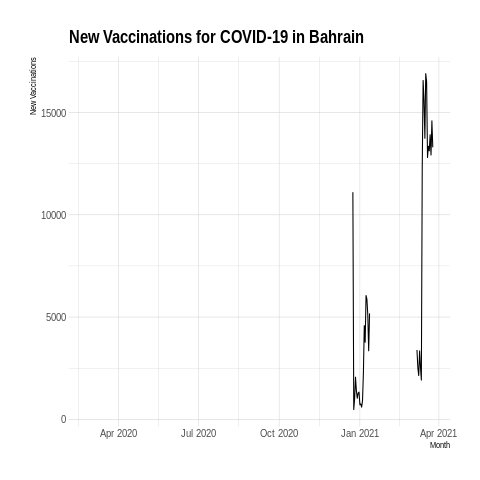 New Vaccinations for COVID-19 in Bahrain
New Vaccinations
15000
10000
5000
0
Apr 2020 Jul 2020 Oct 2020 Jan 2021 Apr 2021
Month